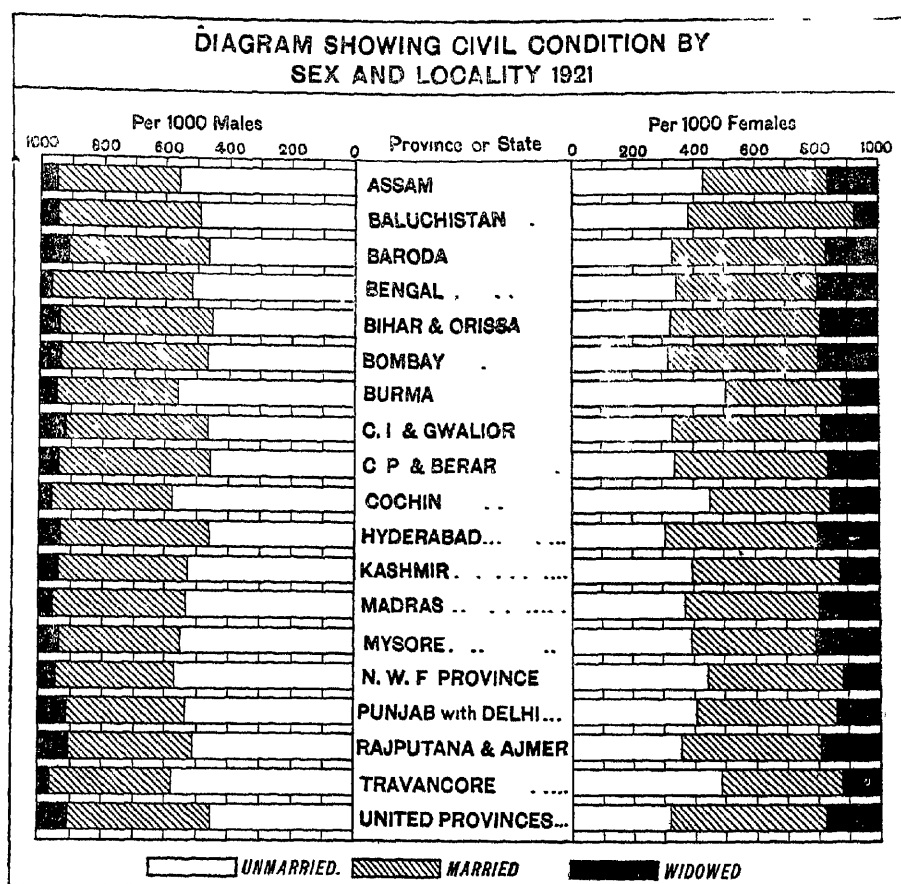 DIAGRAM SHOWING CIVIL CONDITION BY
SEX AND LOCALITY 1921
Per 1000 Males
Per 1000 Females
1000 800 600 400 200 0
Province or State
0 200 400 600 800 1000
ASSAM
BALUCHISTAN .
BARODA
BENGAL . . ..
BIHAR & ORISSA
BOMBAY .
BURMA
C. I & GWALIOR
C P & BERAR .
COCHIN ..
HYDERABAD... . ...
KASHMIR . . . . . ....
MADRAS .. . . .....
MYSORE. .. ..
N. W. F PROVINCE
PUNJAB with DELHI...
RAJPUTANA & AJMER
TRAVANCORE . ....
UNITED PROVINCES...
UNMARRIED. MARRIED WIDOWED